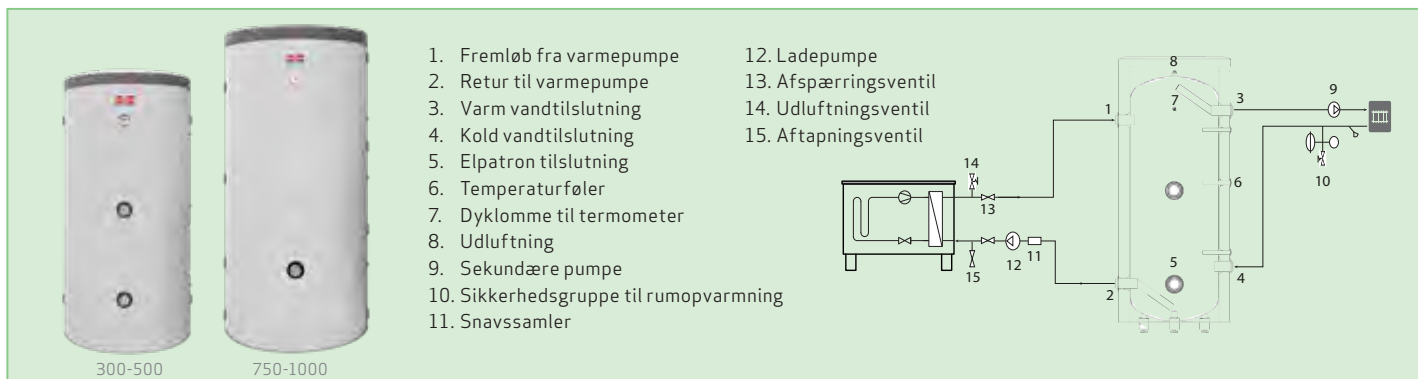 1. Fremløb fra varmepumpe
2. Retur til varmepumpe
3. Varm vandtilslutning
4. Kold vandtilslutning
5. Elpatron tilslutning
6. Temperaturføler
7. Dyklomme til termometer
8. Udluftning
9. Sekundære pumpe
10. Sikkerhedsgruppe til rumopvarmning
11. Snavssamler
12. Ladepumpe
13. Afspærringsventil
14. Udluftningsventil
15. Aftapningsventil
300-500
750-1000
8
9
7
3
1
14
10
6
13
5
15
12
11
2
4